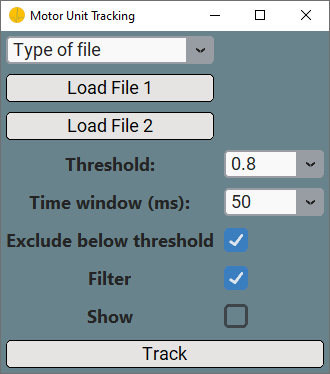 Motor Unit Tracking
Type of file
Load File 1
Load File 2
Threshold: 0.8
Time window (ms): 50
Exclude below threshold
Filter
Show
Track